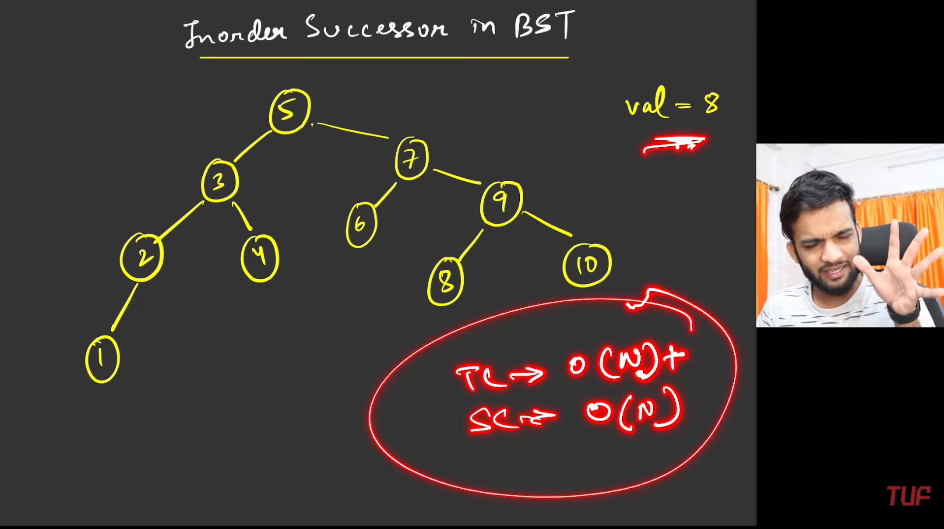 Inorder Successor in BST
val = 8
5
7
3
9
6
2
4
8
10
1
TC → O(N)+
SC → O(N)
TUF